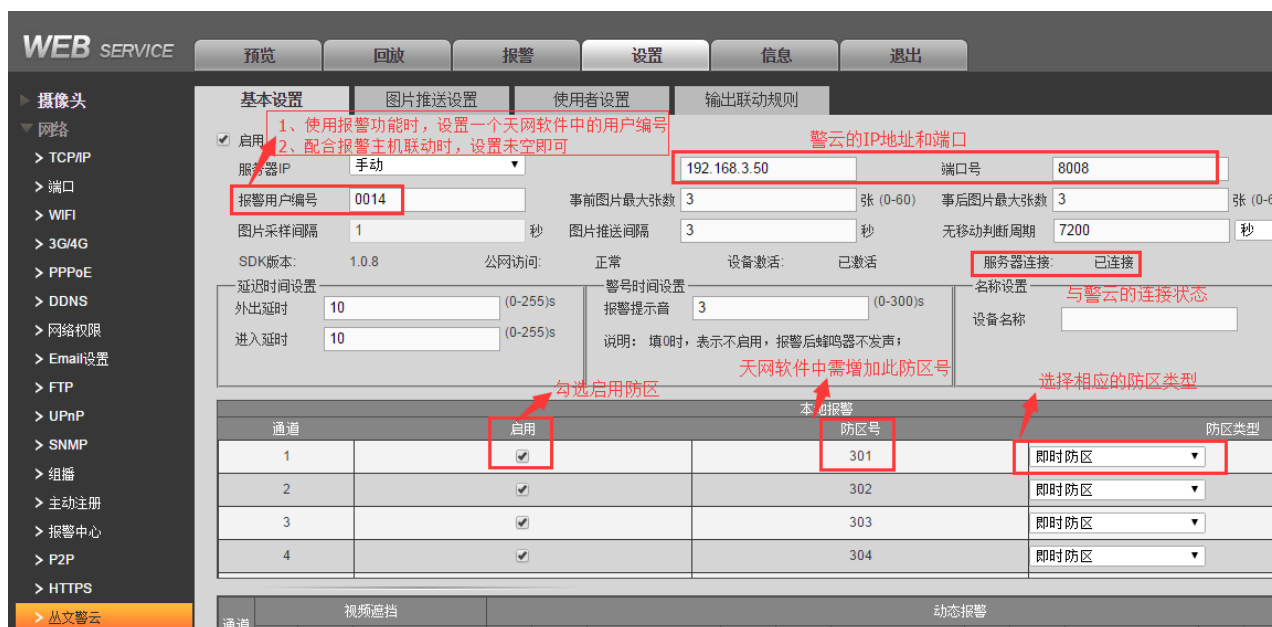 WEB SERVICE
预览 回放 报警 设置 信息 退出
摄像头
网络
TCP/IP
端口
WIFI
3G/4G
PPPoE
DDNS
网络权限
Email设置
FTP
UPnP
SNMP
组播
主动注册
报警中心
P2P
HTTPS
丛文警云
基本设置 图片推送设置 使用者设置 输出联动规则
1、使用报警功能时，设置一个天网软件中的用户编号
2、配合报警主机联动时，设置未空即可
启用
警云的IP地址和端口
服务器IP 手动 192.168.3.50 端口号 8008
报警用户编号 0014 事前图片最大张数 3 张 (0-60) 事后图片最大张数 3 张 (0-6
图片采样间隔 1 秒 图片推送间隔 3 秒 无移动判断周期 7200 秒
SDK版本: 1.0.8 公网访问: 正常 设备激活: 已激活 服务器连接: 已连接
延迟时间设置 警号时间设置 名称设置
与警云的连接状态
外出延时 10 (0-255)s 报警提示音 3 (0-300)s 设备名称
进入延时 10 (0-255)s 说明: 填0时，表示不启用，报警后蜂鸣器不发声；
天网软件中需增加此防区号
勾选启用防区
选择相应的防区类型
本地报警
通道 启用 防区号 防区类型
1 301 即时防区
2 302 即时防区
3 303 即时防区
4 304 即时防区
通道 视频遮挡 动态报警